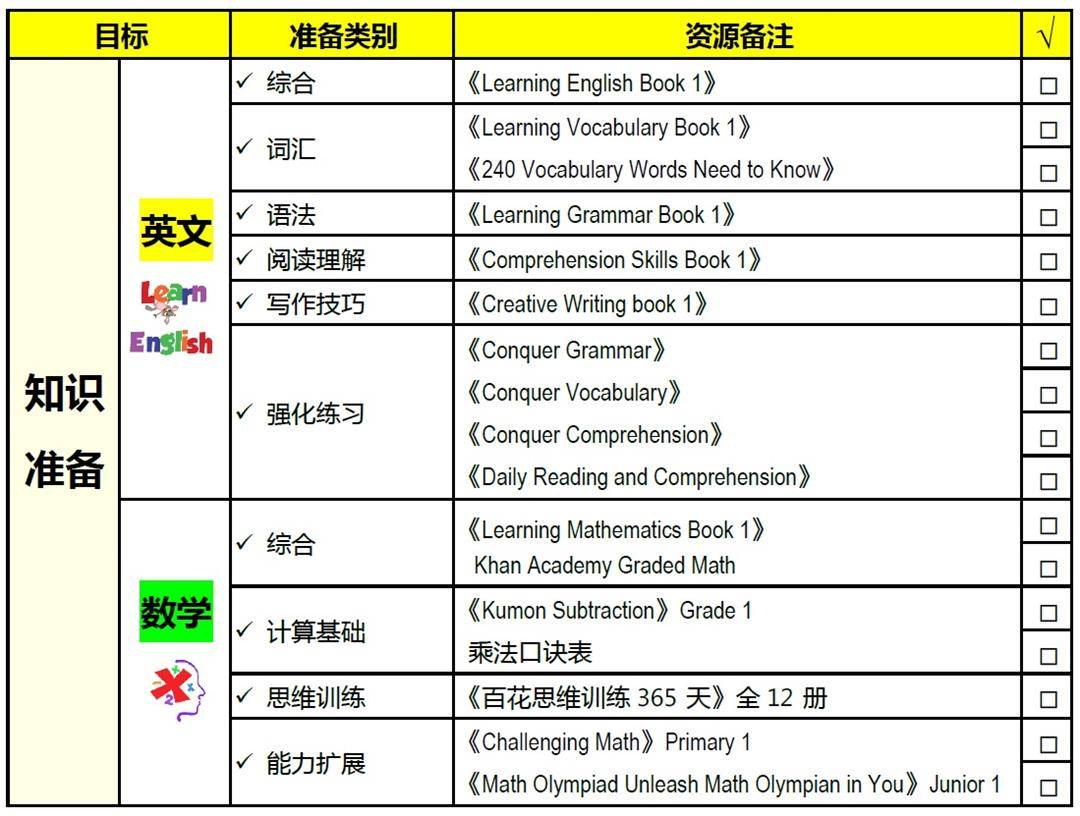 目标 准备类别 资源备注 √
知识
准备
英文
Learn
English
✓ 综合 《Learning English Book 1》 □
✓ 词汇 《Learning Vocabulary Book 1》 □
《240 Vocabulary Words Need to Know》 □
✓ 语法 《Learning Grammar Book 1》 □
✓ 阅读理解 《Comprehension Skills Book 1》 □
✓ 写作技巧 《Creative Writing book 1》 □
✓ 强化练习 《Conquer Grammar》 □
《Conquer Vocabulary》 □
《Conquer Comprehension》 □
《Daily Reading and Comprehension》 □
数学
✓ 综合 《Learning Mathematics Book 1》 □
Khan Academy Graded Math □
✓ 计算基础 《Kumon Subtraction》Grade 1 □
乘法口诀表 □
✓ 思维训练 《百花思维训练 365 天》全 12 册 □
✓ 能力扩展 《Challenging Math》Primary 1 □
《Math Olympiad Unleash Math Olympian in You》Junior 1 □